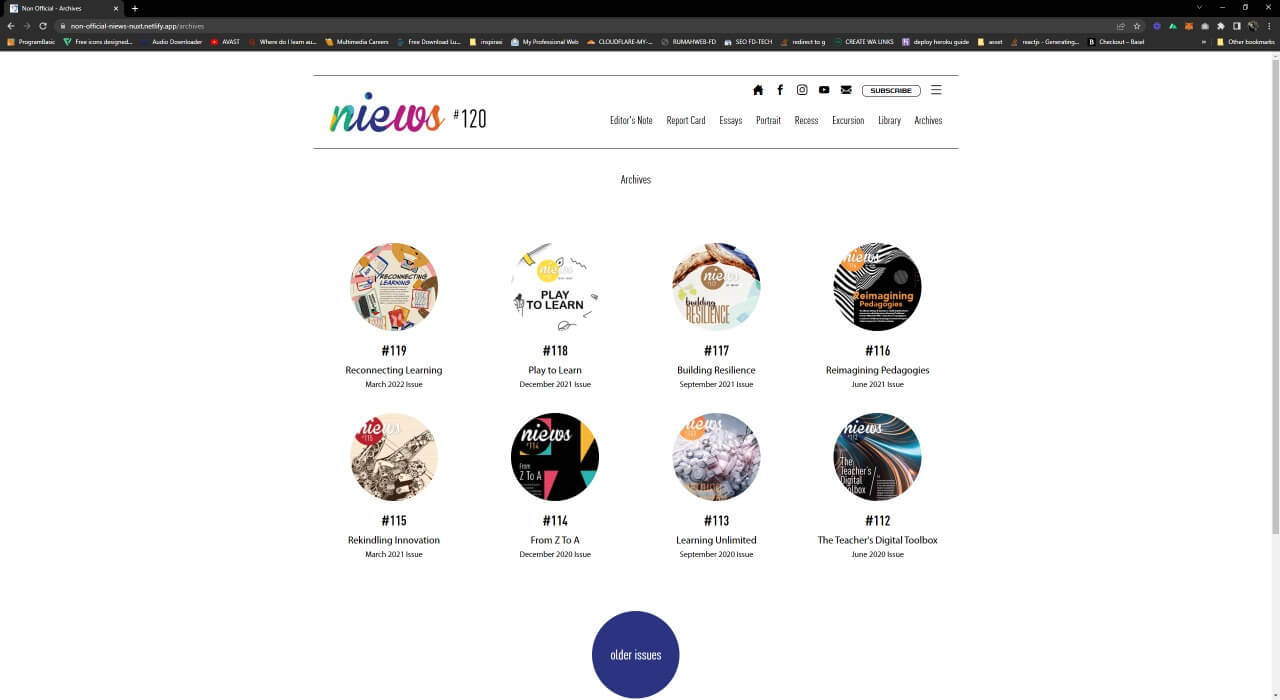 Non Official - Archives
non-official-niews-nuxt.netlify.app/archives
ProgramBasic
Free icons designed...
Audio Downloader
AVAST
Where do I learn au...
Multimedia Careers
Free Download Lu...
inspirasi
My Professional Web
CLOUDFLARE-MY-...
RUMAHWEB-FD
SEO FD-TECH
redirect to g
CREATE WA LINKS
deploy heroku guide
asset
reactjs - Generating...
Checkout – Basel
Other bookmarks
SUBSCRIBE
niews #120
Editor's Note Report Card Essays Portrait Recess Excursion Library Archives
Archives
RECONNECTING
LEARNING
niews
PLAY
TO LEARN
niews
building
RESILIENCE
niews
Reimagining
Pedagogies
#119
Reconnecting Learning
March 2022 Issue
#118
Play to Learn
December 2021 Issue
#117
Building Resilience
September 2021 Issue
#116
Reimagining Pedagogies
June 2021 Issue
niews
#115
niews
#114
From
Z To A
niews
niews
#112
The
Teacher's
Digital
Toolbox
#115
Rekindling Innovation
March 2021 Issue
#114
From Z To A
December 2020 Issue
#113
Learning Unlimited
September 2020 Issue
#112
The Teacher's Digital Toolbox
June 2020 Issue
older issues